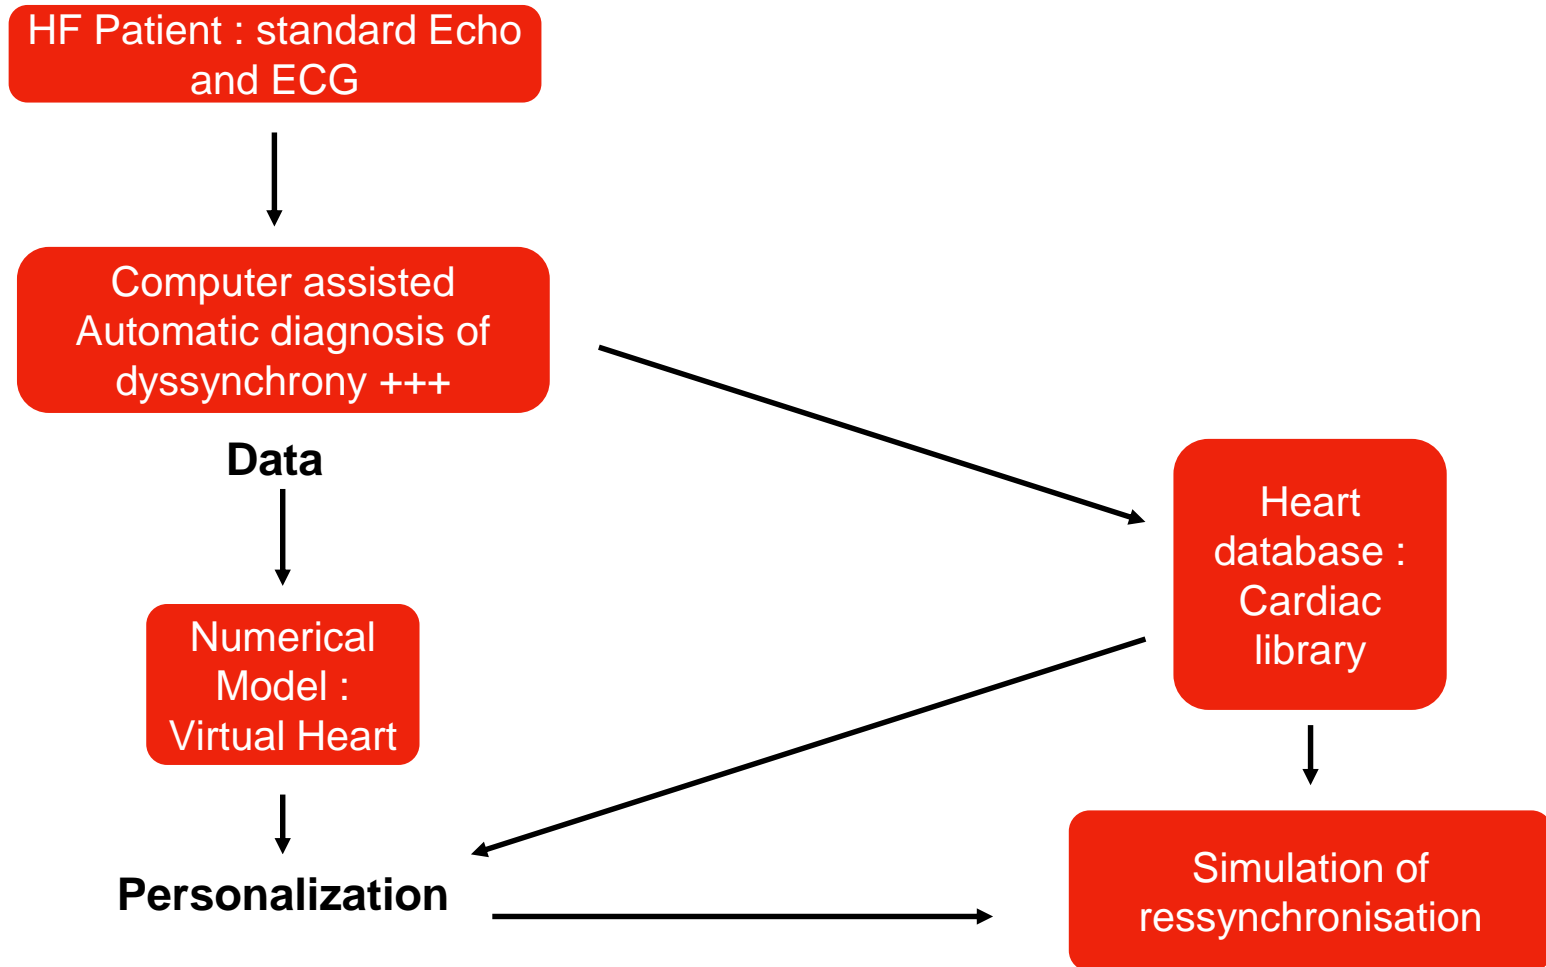 HF Patient : standard Echo
and ECG
Computer assisted
Automatic diagnosis of
dyssynchrony +++
Data
Numerical
Model :
Virtual Heart
Personalization
Heart
database :
Cardiac
library
Simulation of
ressynchronisation